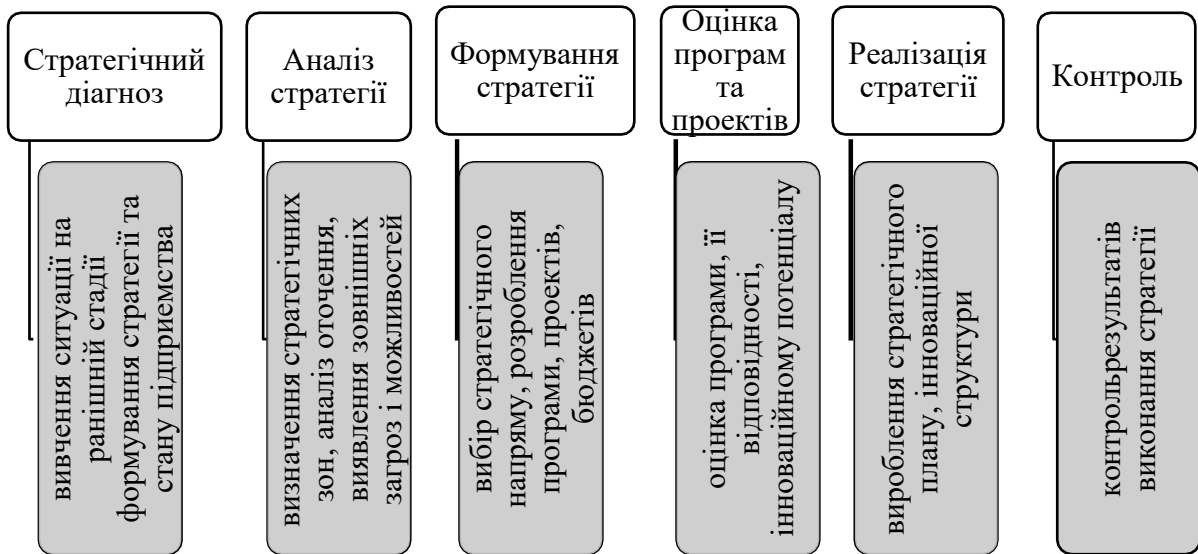 Стратегічний
діагноз
вивчення ситуації на
ранішній стадії
формування стратегії та
стану підприємства
Аналіз
стратегії
визначення стратегічних
зон, аналіз оточення,
виявлення зовнішніх
загроз і можливостей
Формування
стратегії
вибір стратегічного
напряму, розроблення
програми, проектів,
бюджетів
Оцінка
програм
та
проектів
оцінка програми, її
відповідності,
інноваційному потенціалу
Реалізація
стратегії
вироблення стратегічного
плану, інноваційної
структури
Контроль
контрольрезультатів
виконання стратегії